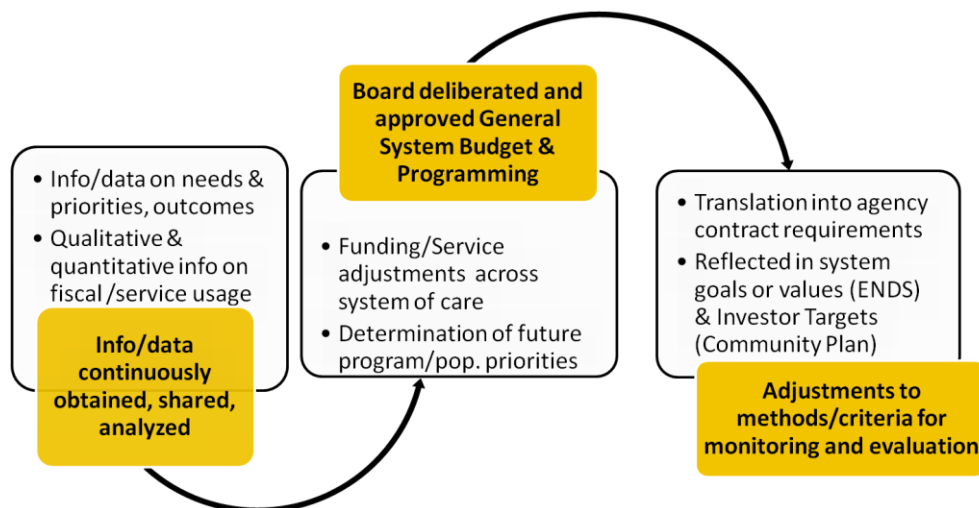 • Info/data on needs &
priorities, outcomes
• Qualitative &
quantitative info on
fiscal /service usage
Info/data
continuously
obtained, shared,
analyzed
Board deliberated and
approved General
System Budget &
Programming
• Funding/Service
adjustments across
system of care
• Determination of future
program/pop. priorities
• Translation into agency
contract requirements
• Reflected in system
goals or values (ENDS)
& Investor Targets
(Community Plan)
Adjustments to
methods/criteria for
monitoring and evaluation